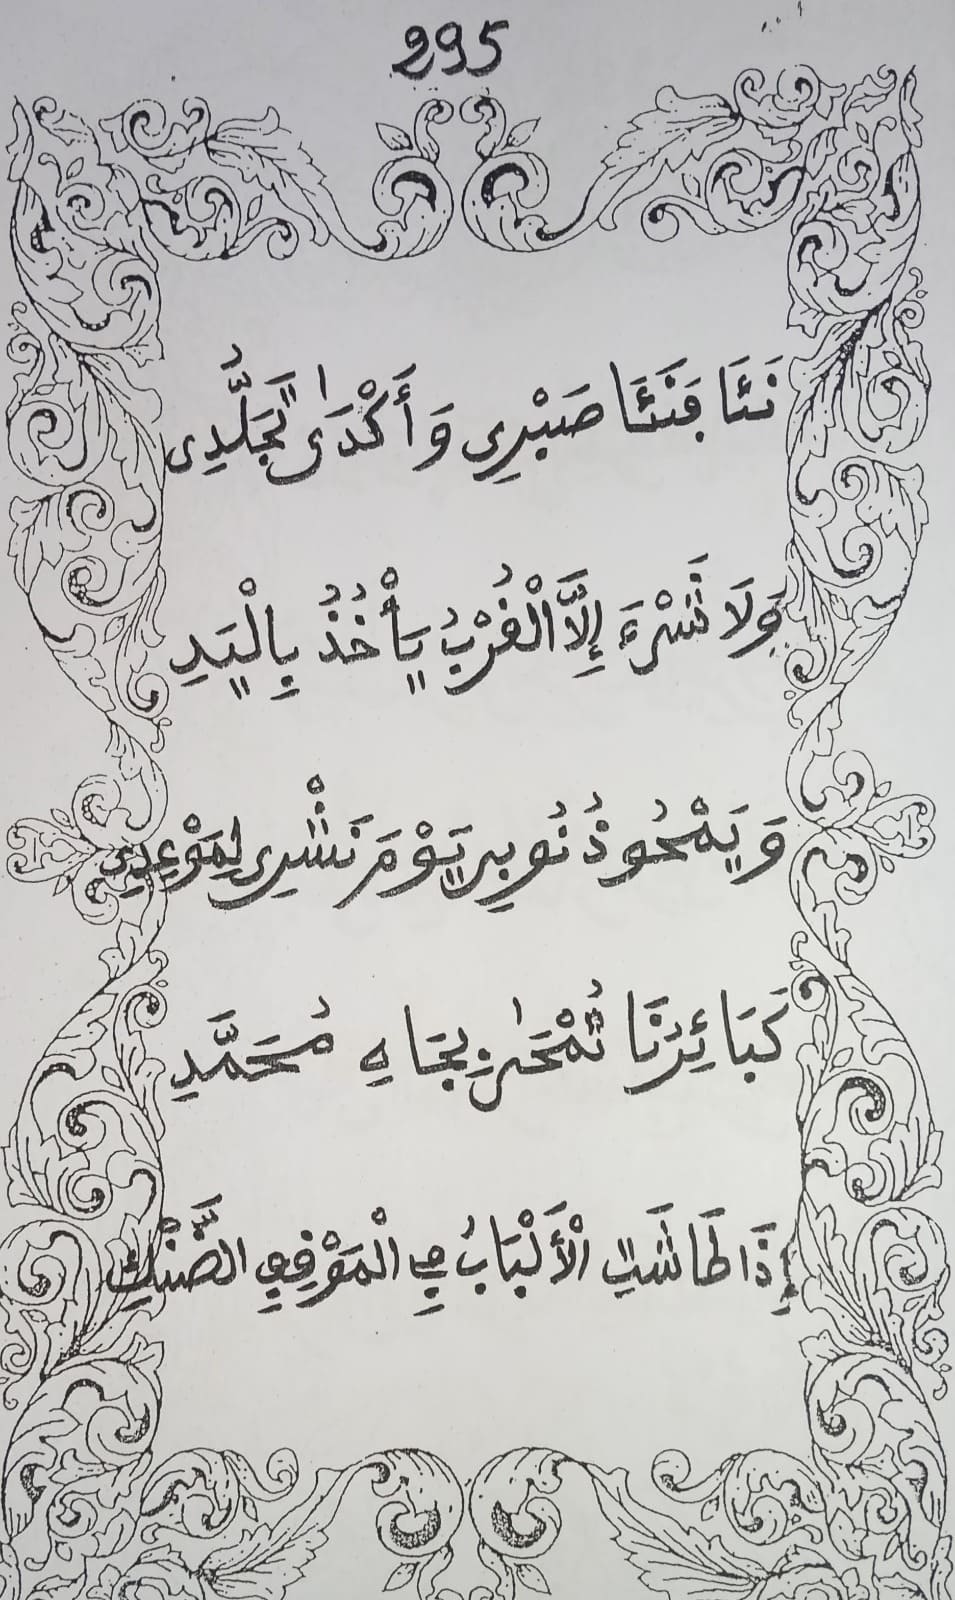 295
نَئَا فَنَئَا صَبْرِي وَأَكْدَىٰ تَجَلُّدِي
وَلَا شَيْءَ إِلَّا الْقُرْبُ يَأْخُذُ بِالْيَدِ
وَيَمْحُو ذُنُوبِي يَوْمَ نَشْرِي لِمَوْعِدِي
كَبَائِرُنَا تُمْحَىٰ بِجَاهِ مُحَمَّدِ
إِذَا طَاشَتِ الْأَلْبَابُ فِي الْمَوْقِفِ الضَّنْكِ